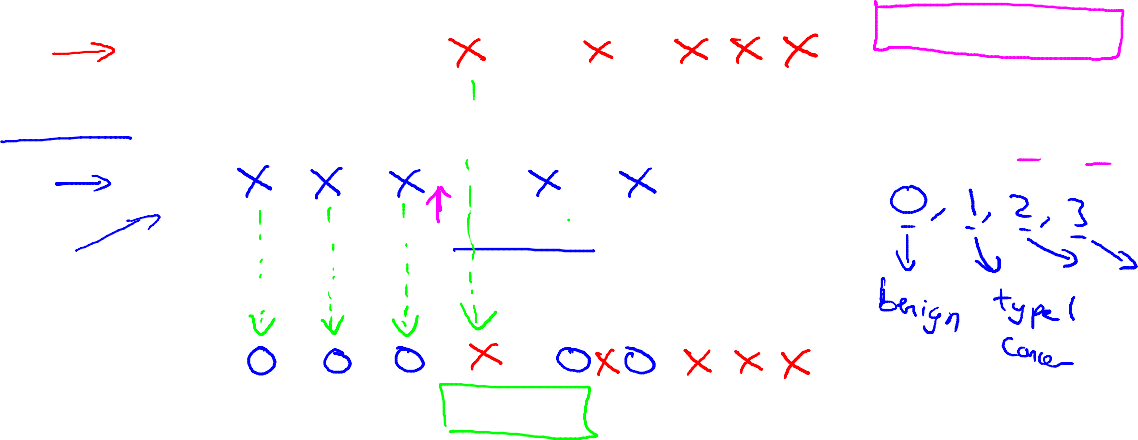 0, 1, 2, 3
benign
type 1
cancer